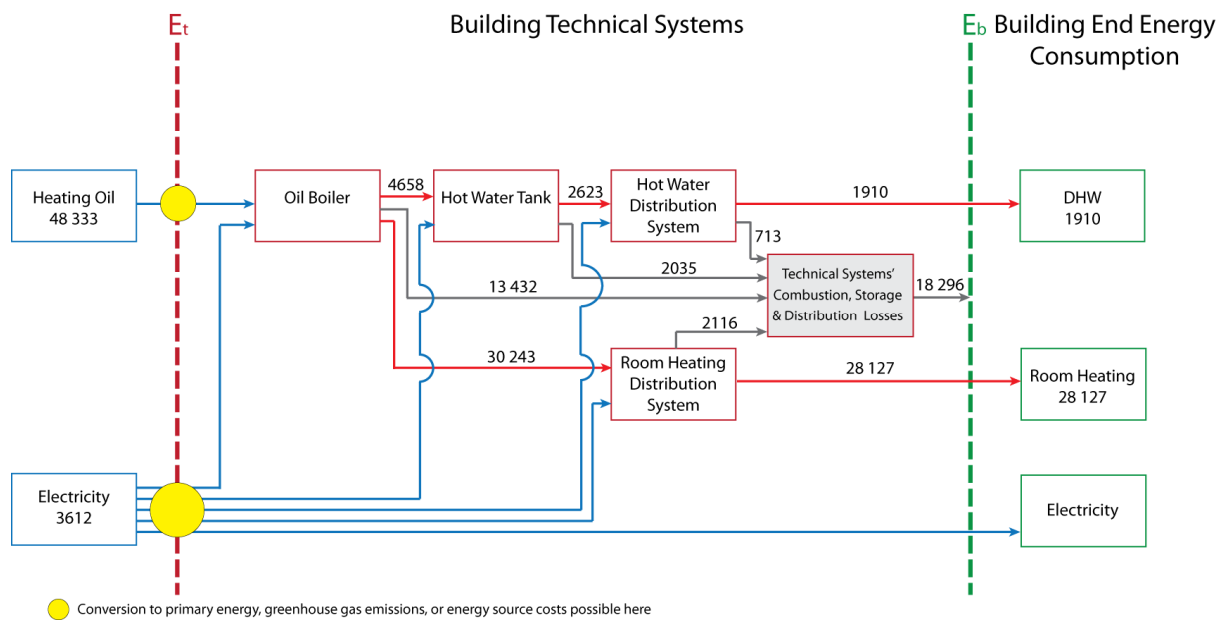 Et
Building Technical Systems
Eb
Building End Energy
Consumption
Heating Oil
48 333
Oil Boiler
4658
Hot Water Tank
2623
Hot Water
Distribution
System
1910
DHW
1910
713
2035
13 432
Technical Systems'
Combustion, Storage
& Distribution Losses
18 296
2116
30 243
Room Heating
Distribution
System
28 127
Room Heating
28 127
Electricity
3612
Electricity
Conversion to primary energy, greenhouse gas emissions, or energy source costs possible here